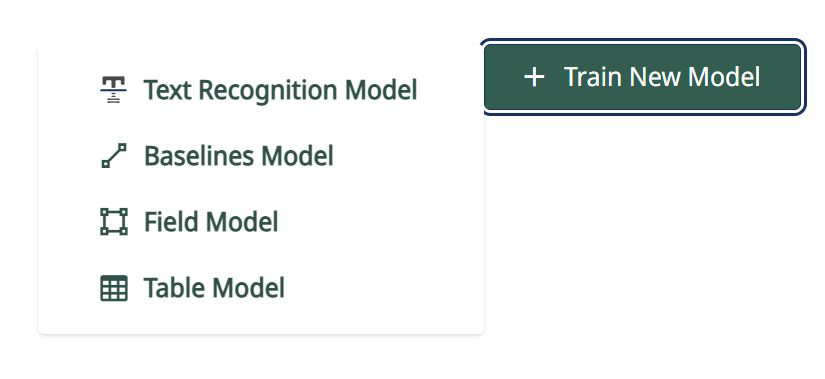 Text Recognition Model
Baselines Model
Field Model
Table Model
Train New Model